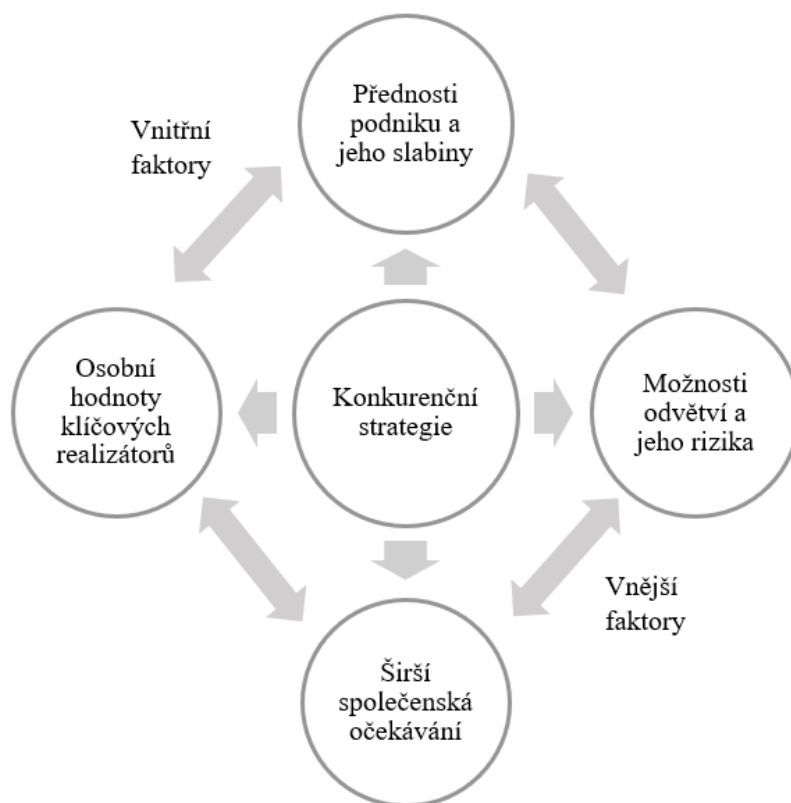 Přednosti
podniku a
jeho slabiny
Vnitřní
faktory
Osobní
hodnoty
klíčových
realizátorů
Konkurenční
strategie
Možnosti
odvětví a
jeho rizika
Vnější
faktory
Širší
společenská
očekávání